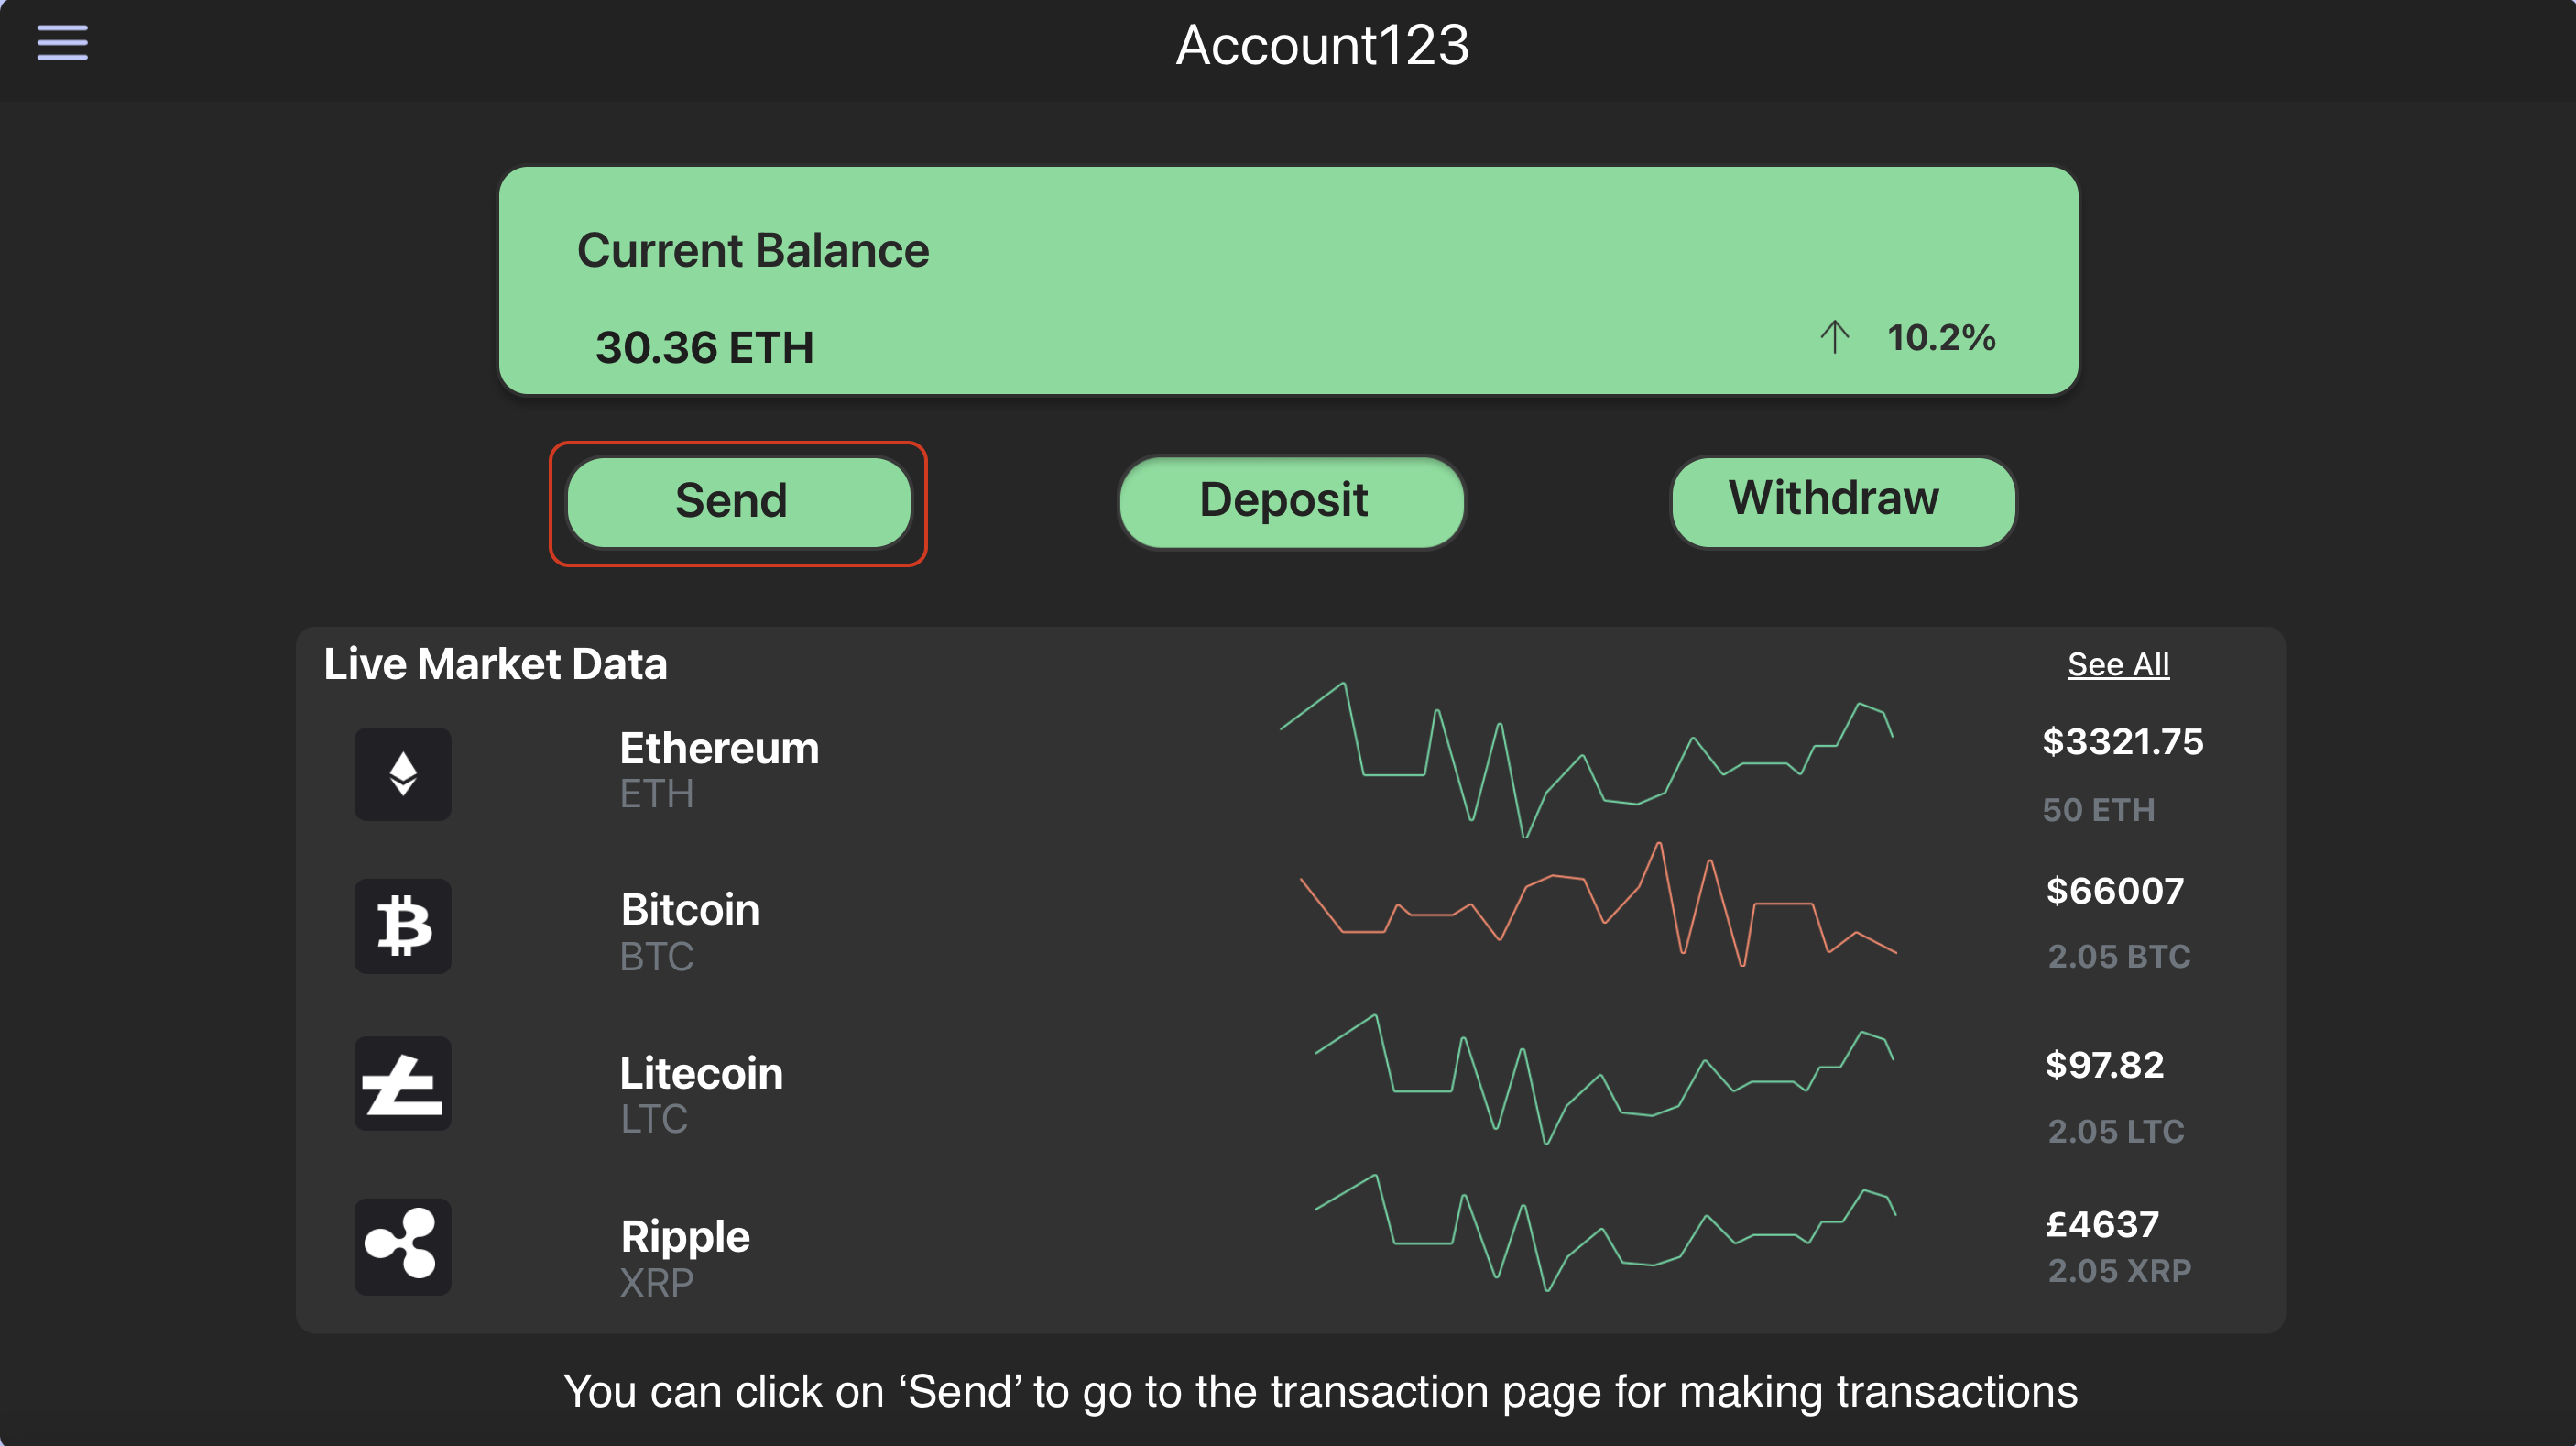 Account123
Current Balance
30.36 ETH
10.2%
Send
Deposit
Withdraw
Live Market Data
See All
Ethereum
ETH
$3321.75
50 ETH
Bitcoin
BTC
$66007
2.05 BTC
Litecoin
LTC
$97.82
2.05 LTC
Ripple
XRP
£4637
2.05 XRP
You can click on ‘Send’ to go to the transaction page for making transactions